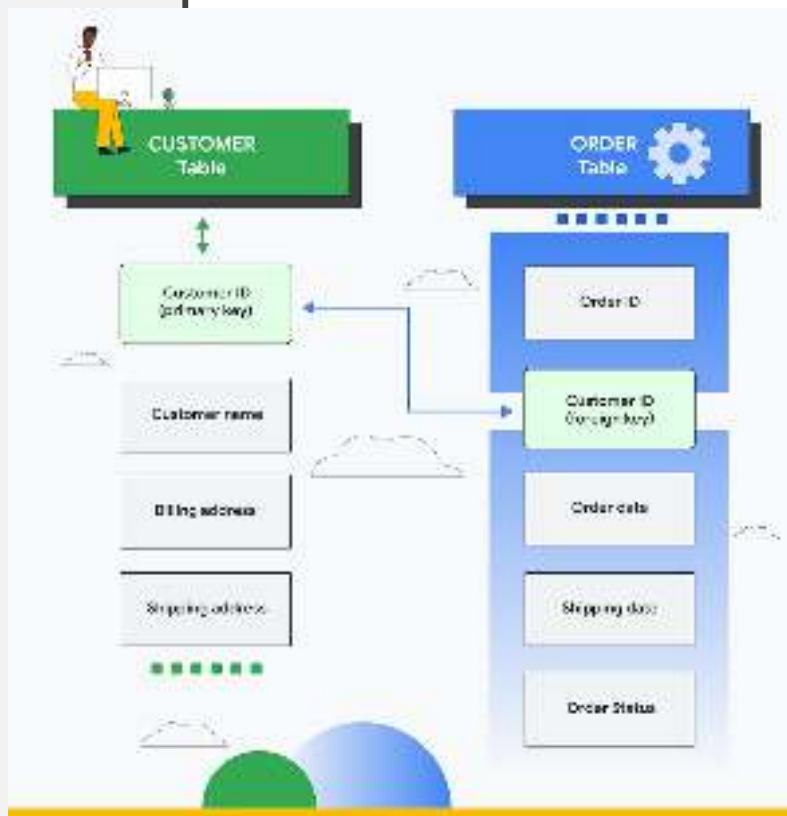 CUSTOMER
Table
Customer ID
(primary key)
Customer name
Billing address
Shipping address
ORDER
Table
Order ID
Customer ID
(foreign key)
Order date
Shipping date
Order Status